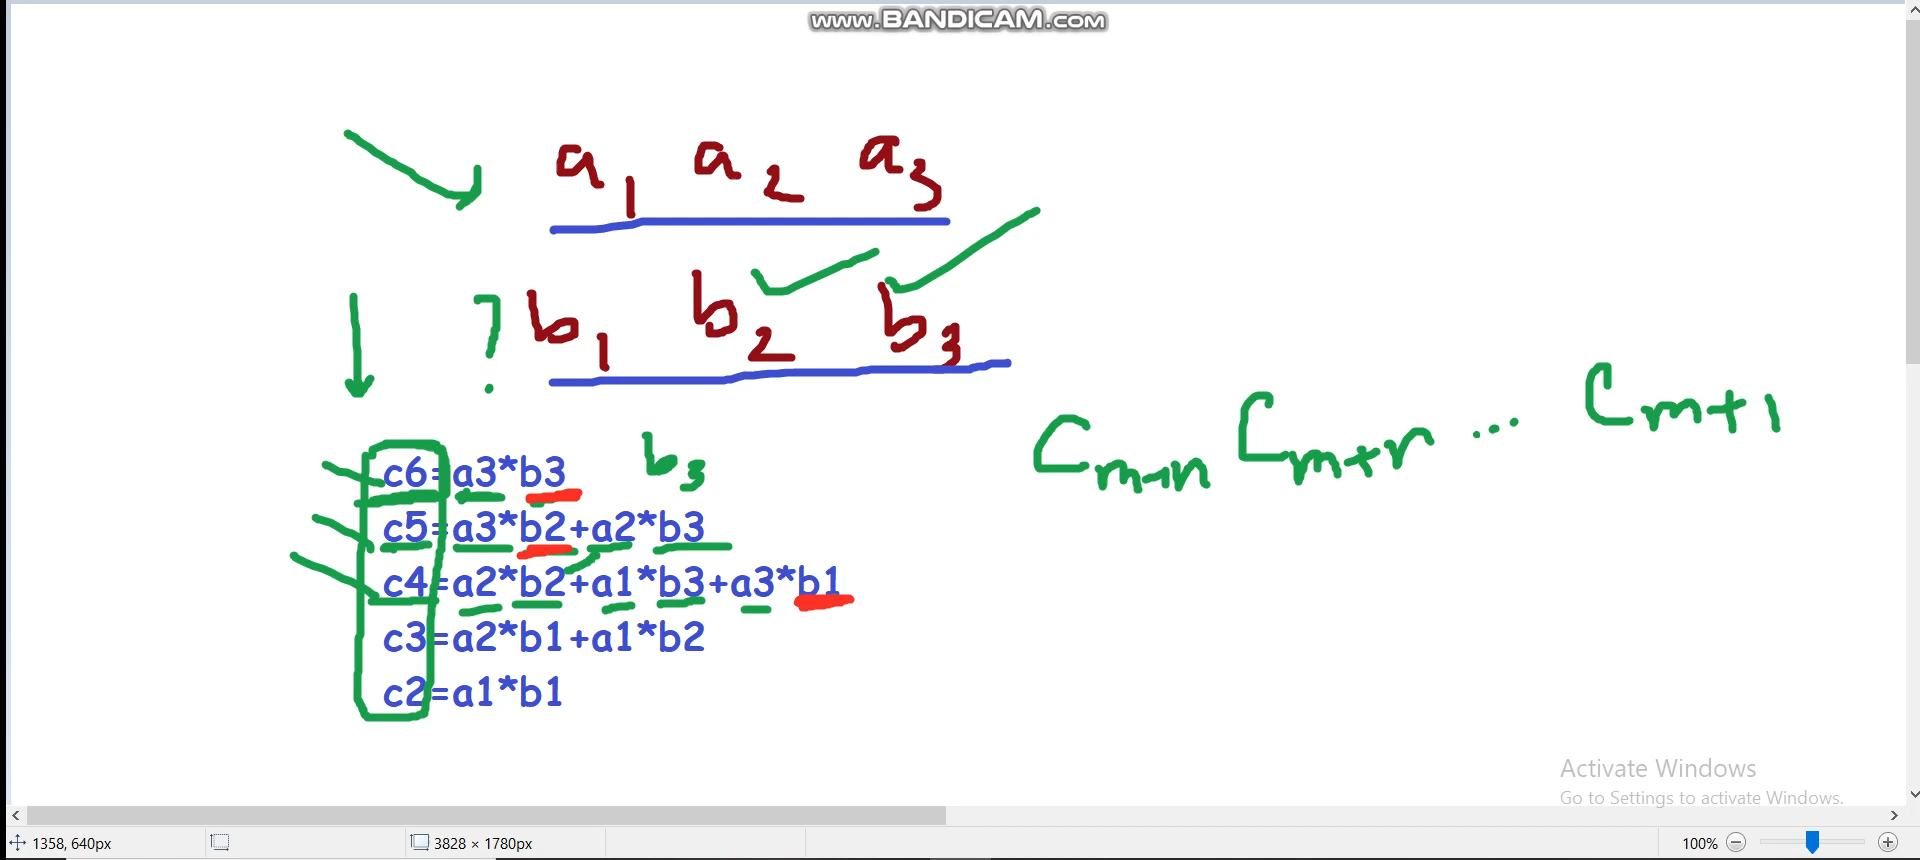 www.BANDICAM.com
a1 a2 a3
? b1 b2 b3
b3
Cm+n Cm+n ... Cm+1
c6=a3*b3
c5=a3*b2+a2*b3
c4=a2*b2+a1*b3+a3*b1
c3=a2*b1+a1*b2
c2=a1*b1
Activate Windows
Go to Settings to activate Windows.
1358, 640px
3828 × 1780px
100%